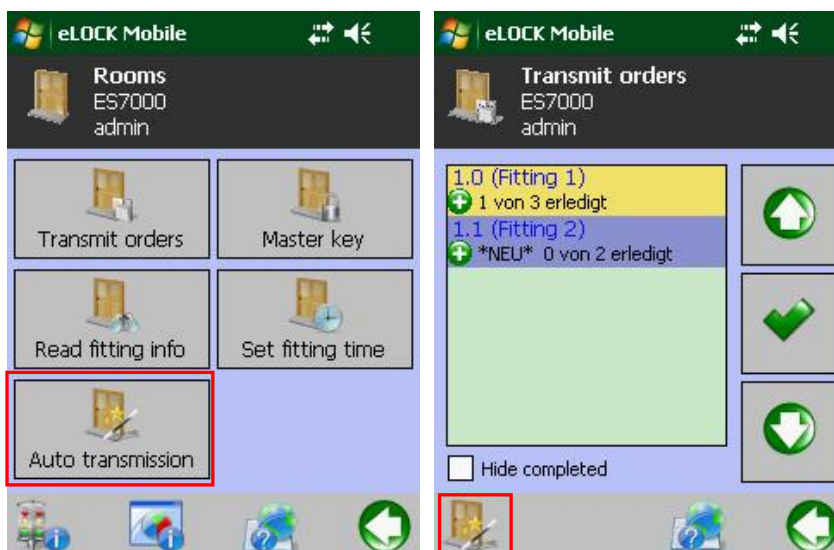 eLOCK Mobile
Rooms
ES7000
admin
Transmit orders
Master key
Read fitting info
Set fitting time
Auto transmission
eLOCK Mobile
Transmit orders
ES7000
admin
1.0 (Fitting 1)
1 von 3 erledigt
1.1 (Fitting 2)
*NEU* 0 von 2 erledigt
Hide completed